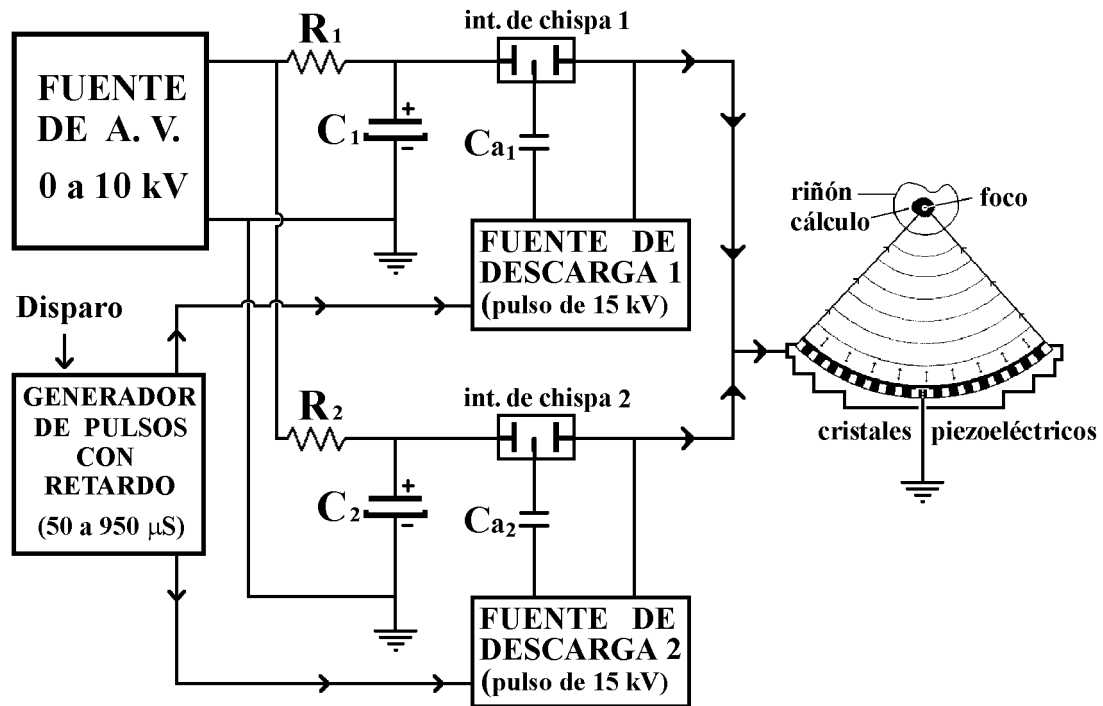 FUENTE
DE A. V.
0 a 10 kV
R1
int. de chispa 1
C1
+
-
Ca1
FUENTE DE
DESCARGA 1
(pulso de 15 kV)
Disparo
GENERADOR
DE PULSOS
CON
RETARDO
(50 a 950 µS)
R2
int. de chispa 2
C2
+
-
Ca2
FUENTE DE
DESCARGA 2
(pulso de 15 kV)
riñón
cálculo
foco
cristales piezoeléctricos